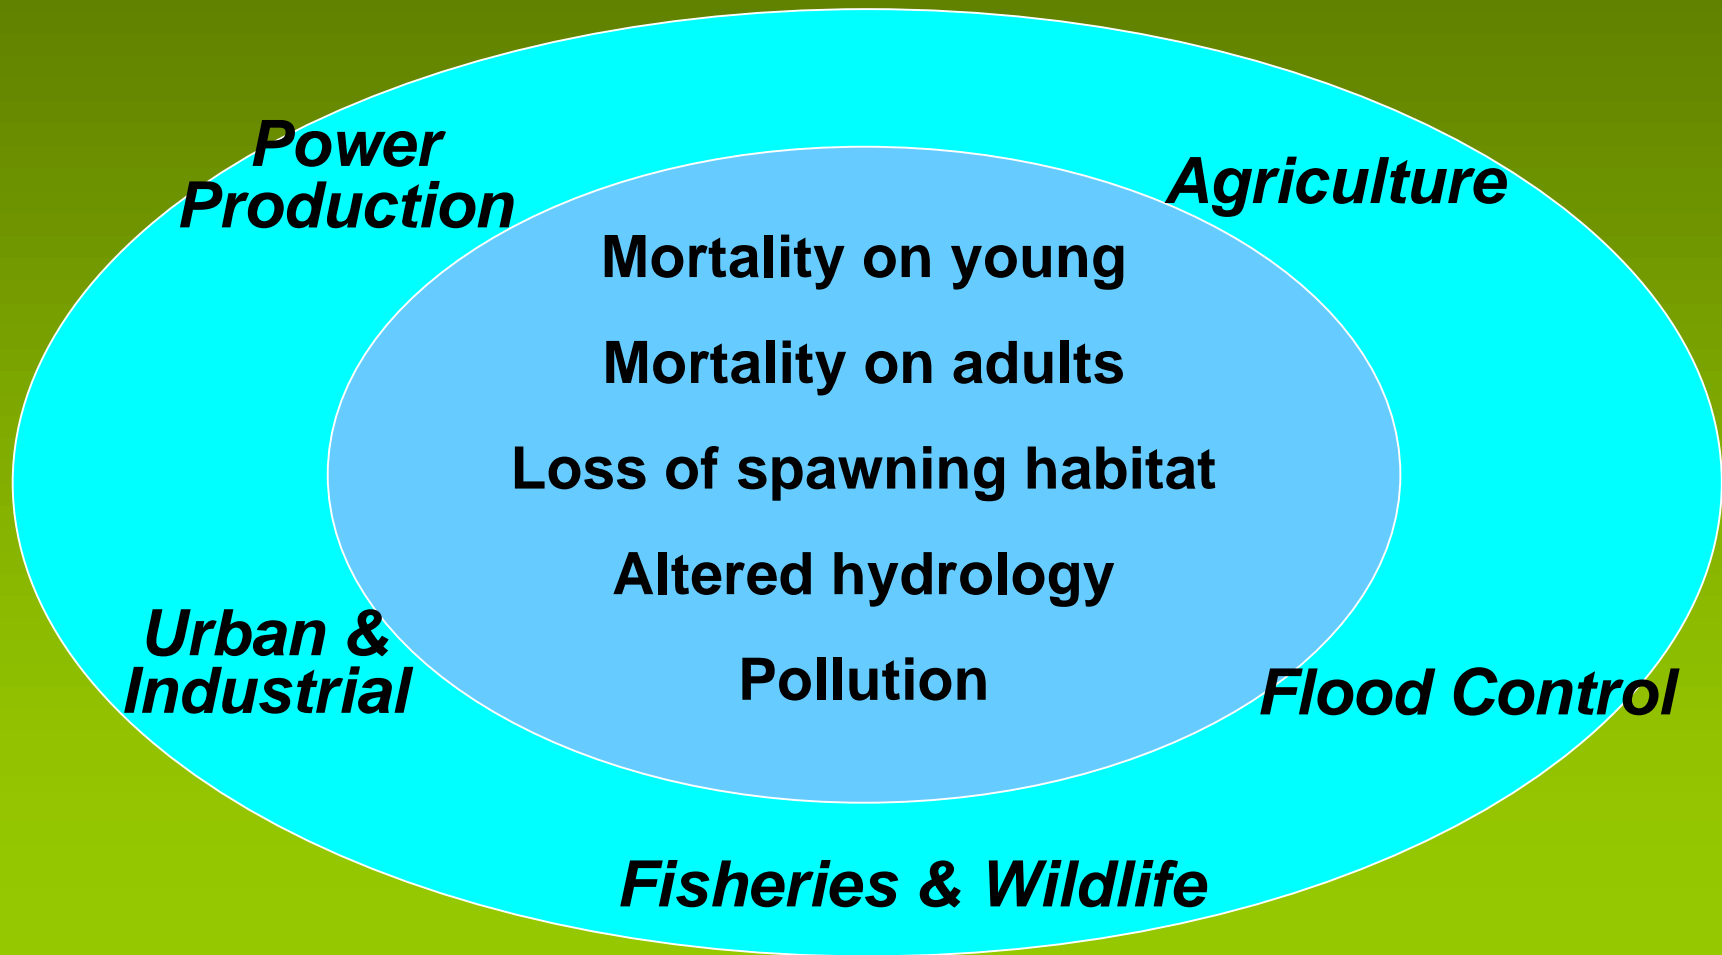 Power
Production
Agriculture
Mortality on young
Mortality on adults
Loss of spawning habitat
Altered hydrology
Pollution
Urban &
Industrial
Flood Control
Fisheries & Wildlife